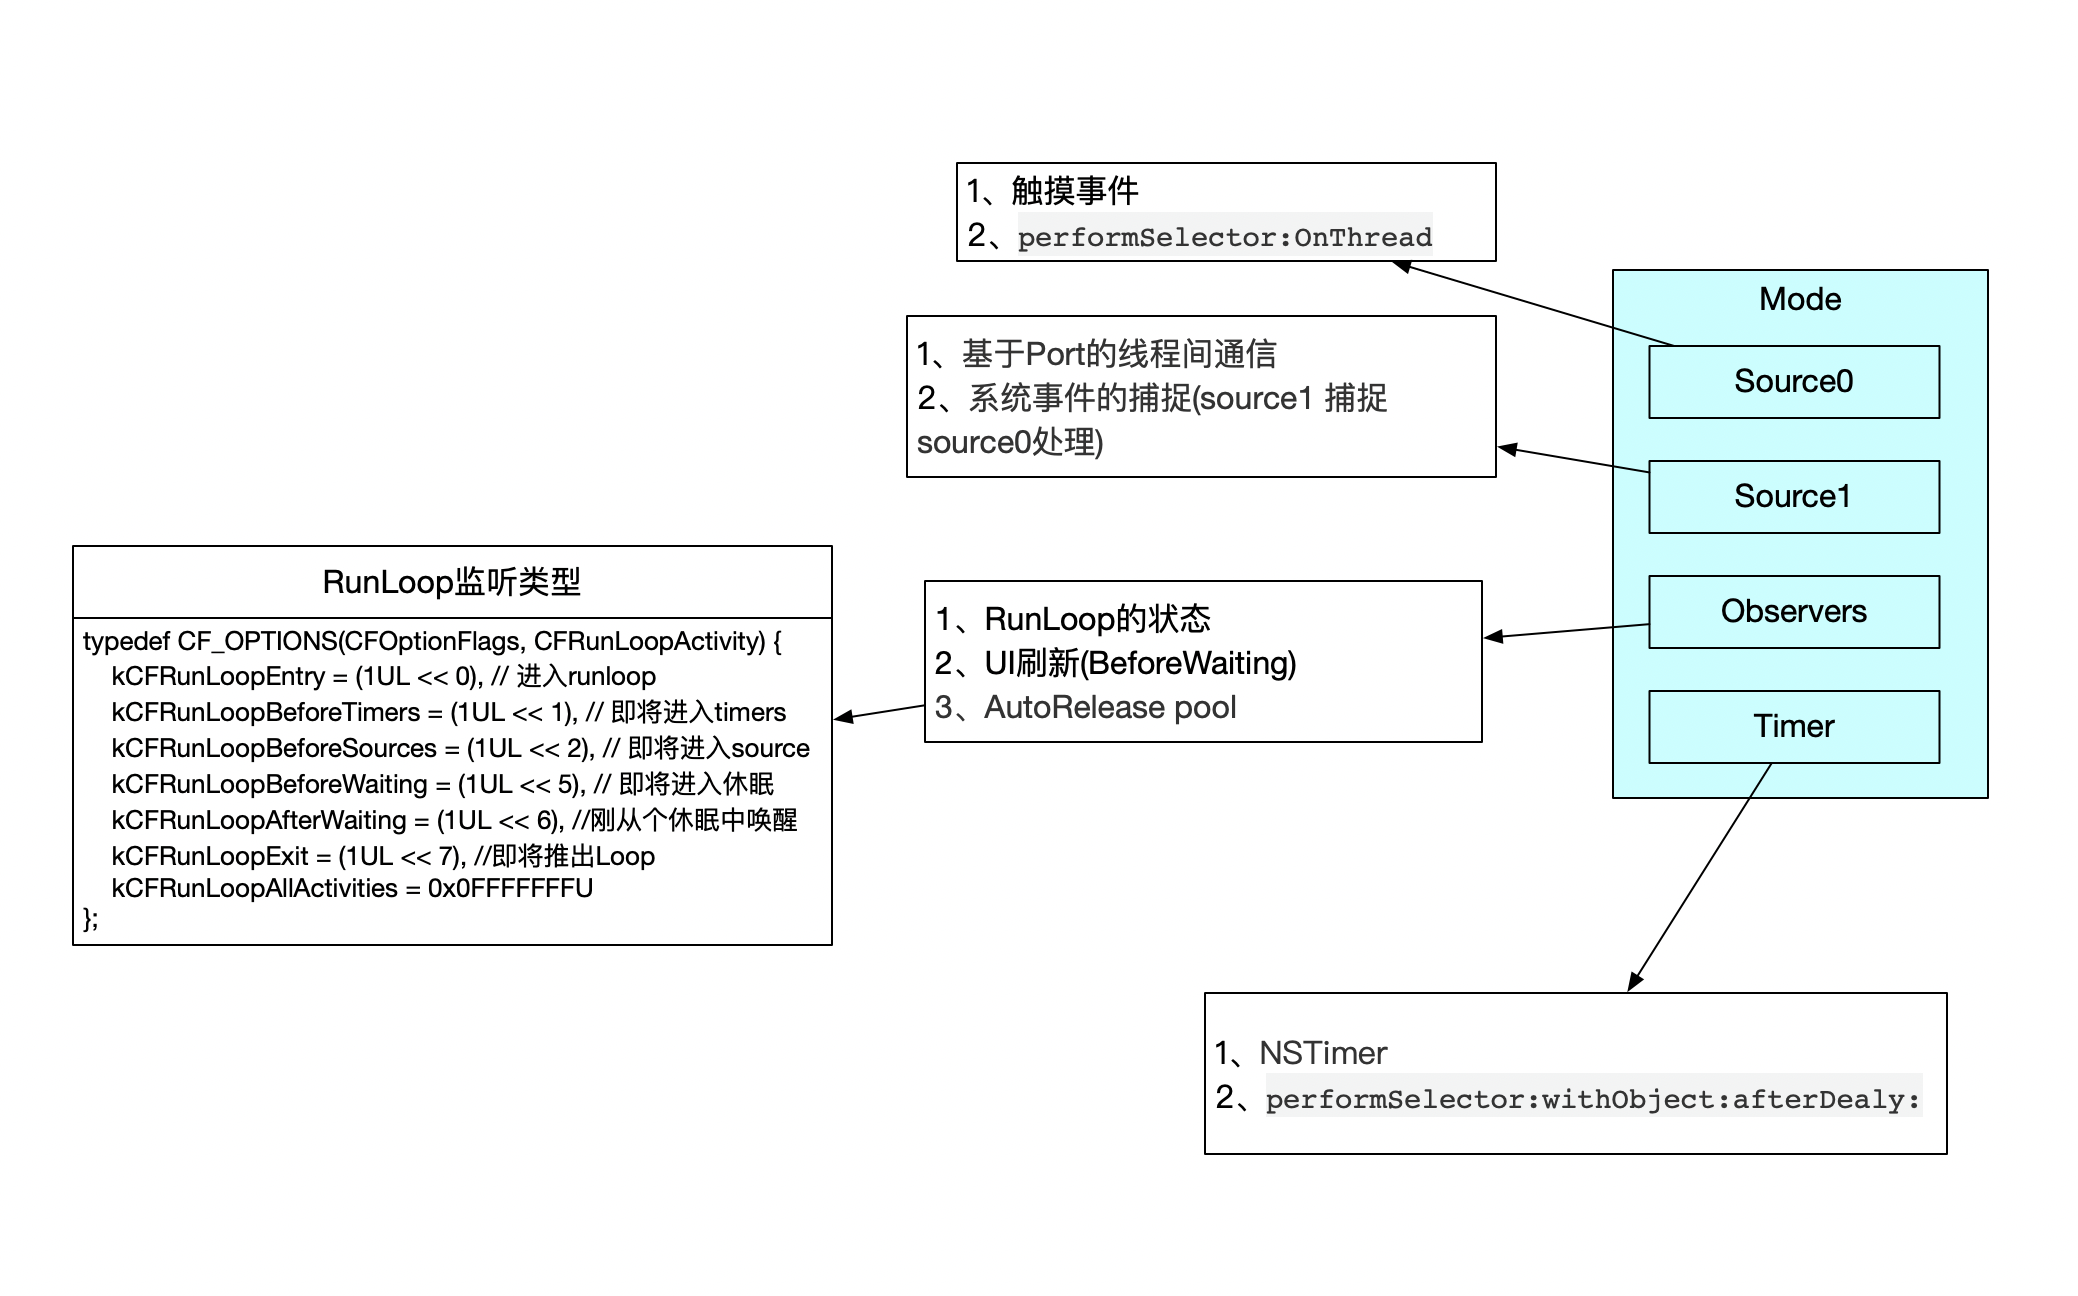 1、触摸事件
2、performSelector:OnThread
Mode
Source0
Source1
Observers
Timer
1、基于Port的线程间通信
2、系统事件的捕捉(source1 捕捉
source0处理)
1、RunLoop的状态
2、UI刷新(BeforeWaiting)
3、AutoRelease pool
RunLoop监听类型
typedef CF_OPTIONS(CFOptionFlags, CFRunLoopActivity) {
kCFRunLoopEntry = (1UL << 0), // 进入runloop
kCFRunLoopBeforeTimers = (1UL << 1), // 即将进入timers
kCFRunLoopBeforeSources = (1UL << 2), // 即将进入source
kCFRunLoopBeforeWaiting = (1UL << 5), // 即将进入休眠
kCFRunLoopAfterWaiting = (1UL << 6), //刚从个休眠中唤醒
kCFRunLoopExit = (1UL << 7), //即将推出Loop
kCFRunLoopAllActivities = 0x0FFFFFFFU
};
1、NSTimer
2、performSelector:withObject:afterDealy: